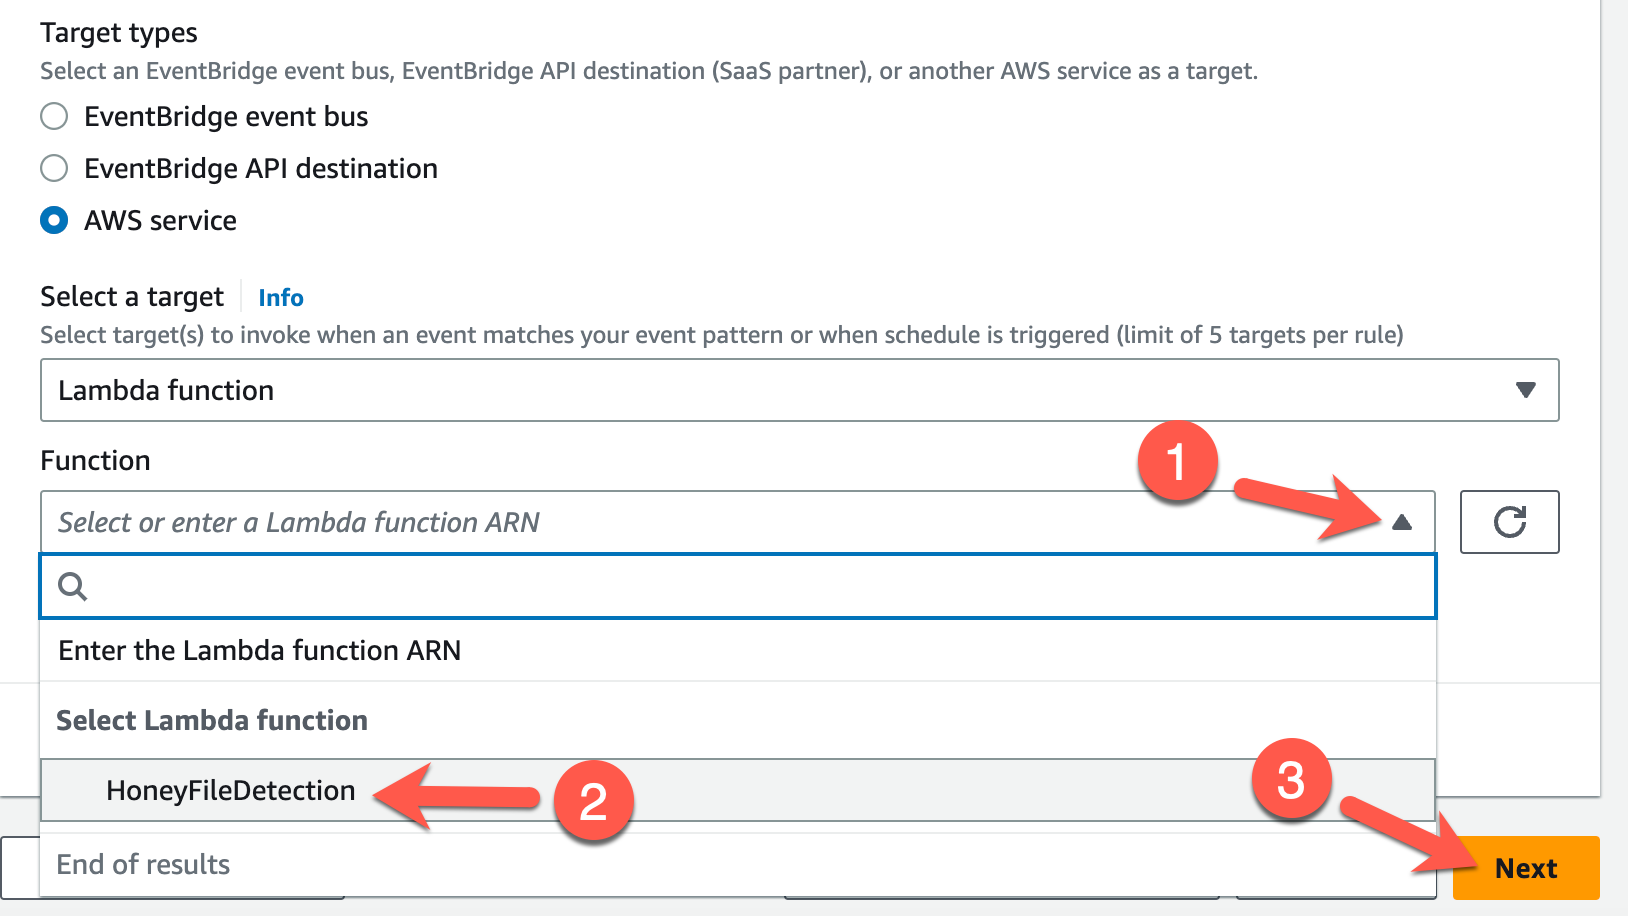 Target types
Select an EventBridge event bus, EventBridge API destination (SaaS partner), or another AWS service as a target.
EventBridge event bus
EventBridge API destination
AWS service
Select a target Info
Select target(s) to invoke when an event matches your event pattern or when schedule is triggered (limit of 5 targets per rule)
Lambda function
Function
1
Select or enter a Lambda function ARN
Enter the Lambda function ARN
Select Lambda function
HoneyFileDetection
2
3
End of results
Next